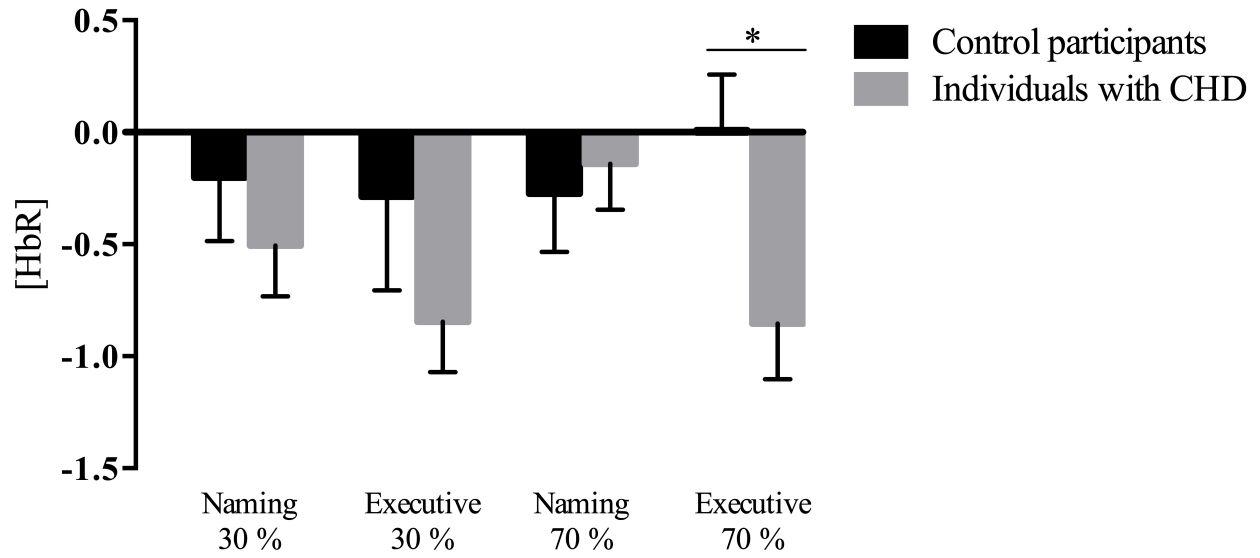 0.5
0.0
-0.5
-1.0
-1.5
[HbR]
*
Control participants
Individuals with CHD
Naming
30 %
Executive
30 %
Naming
70 %
Executive
70 %